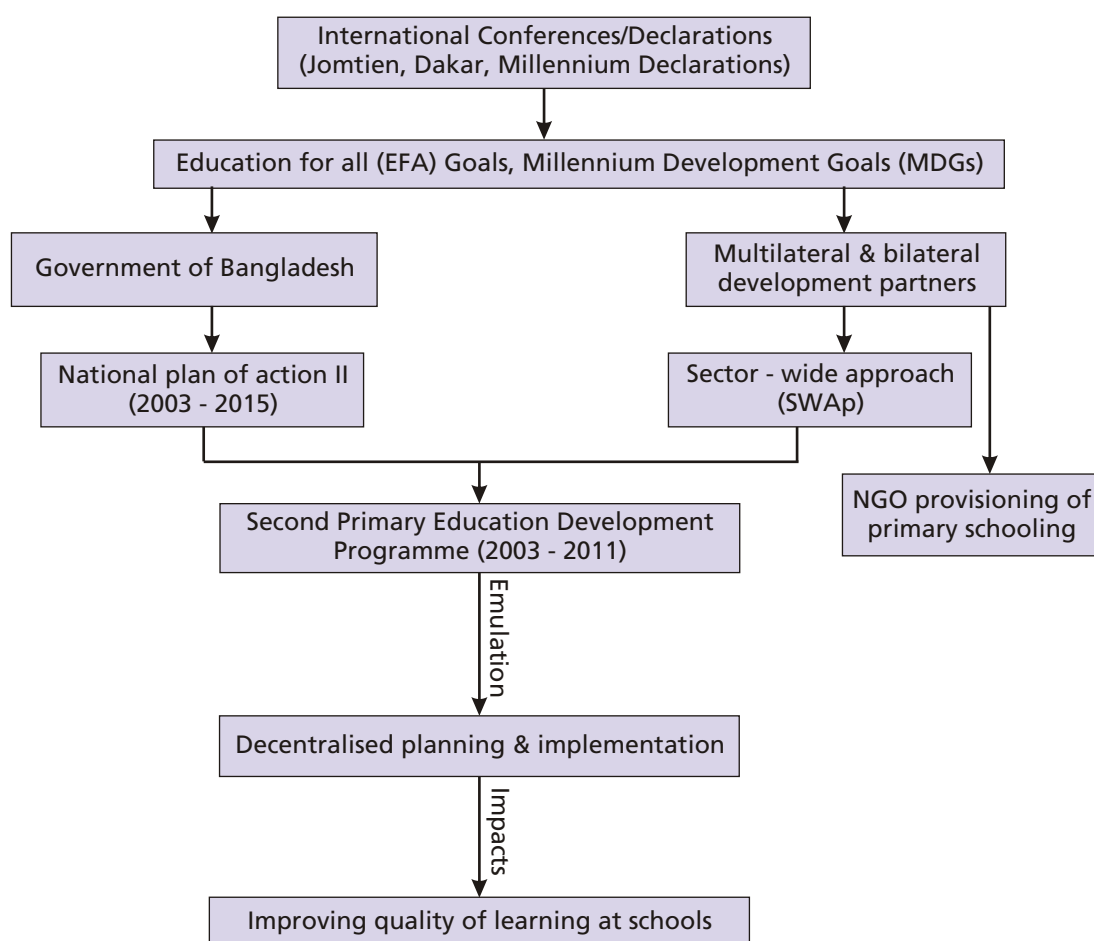 International Conferences/Declarations
(Jomtien, Dakar, Millennium Declarations)
Education for all (EFA) Goals, Millennium Development Goals (MDGs)
Government of Bangladesh
Multilateral & bilateral
development partners
National plan of action II
(2003 - 2015)
Sector - wide approach
(SWAp)
NGO provisioning of
primary schooling
Second Primary Education Development
Programme (2003 - 2011)
Emulation
Decentralised planning & implementation
Impacts
Improving quality of learning at schools